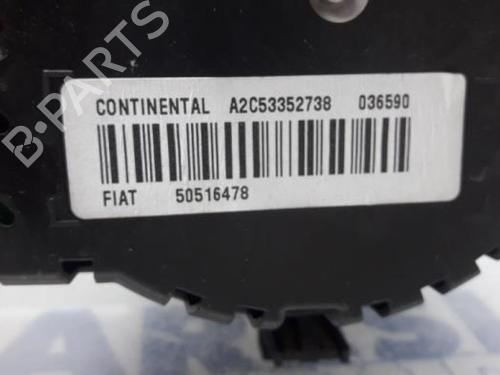 B-PARTS
CONTINENTAL A2C53352738 036590
FIAT 50516478